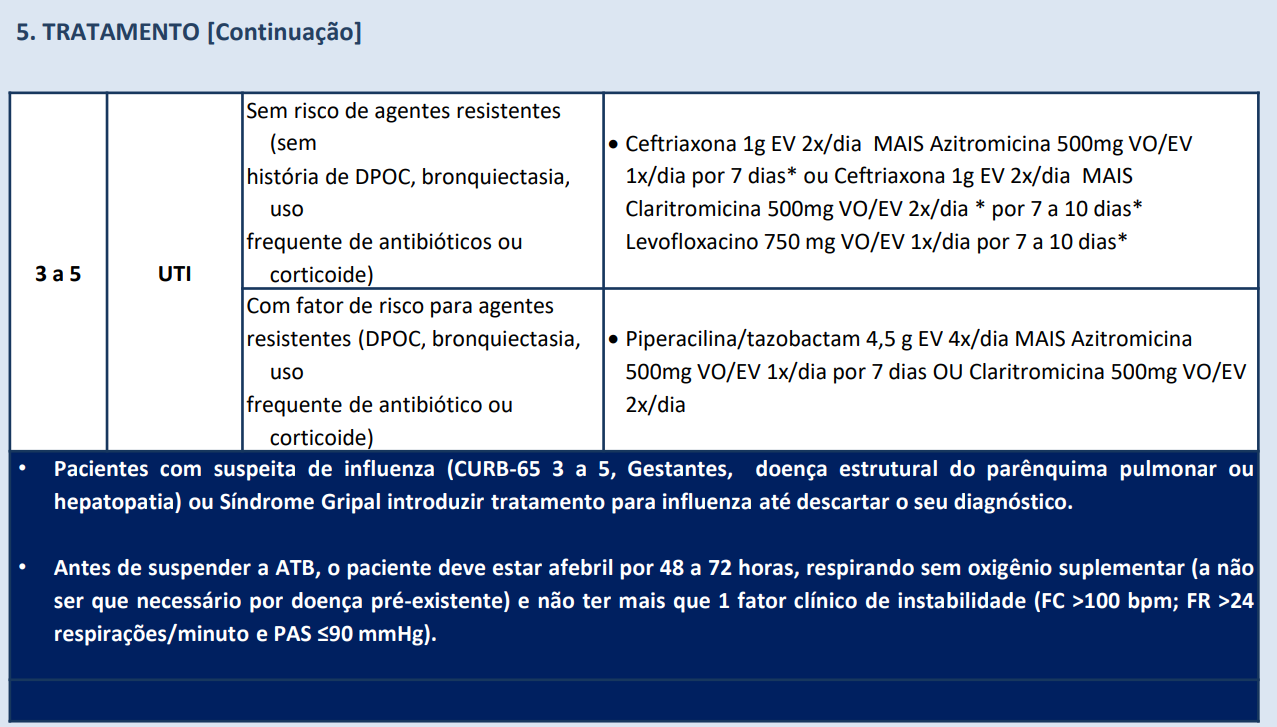 5. TRATAMENTO [Continuação]
3 a 5
UTI
Sem risco de agentes resistentes
(sem
história de DPOC, bronquiectasia,
uso
frequente de antibióticos ou
corticoide)
• Ceftriaxona 1g EV 2x/dia  MAIS Azitromicina 500mg VO/EV
1x/dia por 7 dias* ou Ceftriaxona 1g EV 2x/dia  MAIS
Claritromicina 500mg VO/EV 2x/dia * por 7 a 10 dias*
Levofloxacino 750 mg VO/EV 1x/dia por 7 a 10 dias*
Com fator de risco para agentes
resistentes (DPOC, bronquiectasia,
uso
frequente de antibiótico ou
corticoide)
• Piperacilina/tazobactam 4,5 g EV 4x/dia MAIS Azitromicina
500mg VO/EV 1x/dia por 7 dias OU Claritromicina 500mg VO/EV
2x/dia
• Pacientes com suspeita de influenza (CURB-65 3 a 5, Gestantes,  doença estrutural do parênquima pulmonar ou
hepatopatia) ou Síndrome Gripal introduzir tratamento para influenza até descartar o seu diagnóstico.
• Antes de suspender a ATB, o paciente deve estar afebril por 48 a 72 horas, respirando sem oxigênio suplementar (a não
ser que necessário por doença pré-existente) e não ter mais que 1 fator clínico de instabilidade (FC >100 bpm; FR >24
respirações/minuto e PAS ≤90 mmHg).